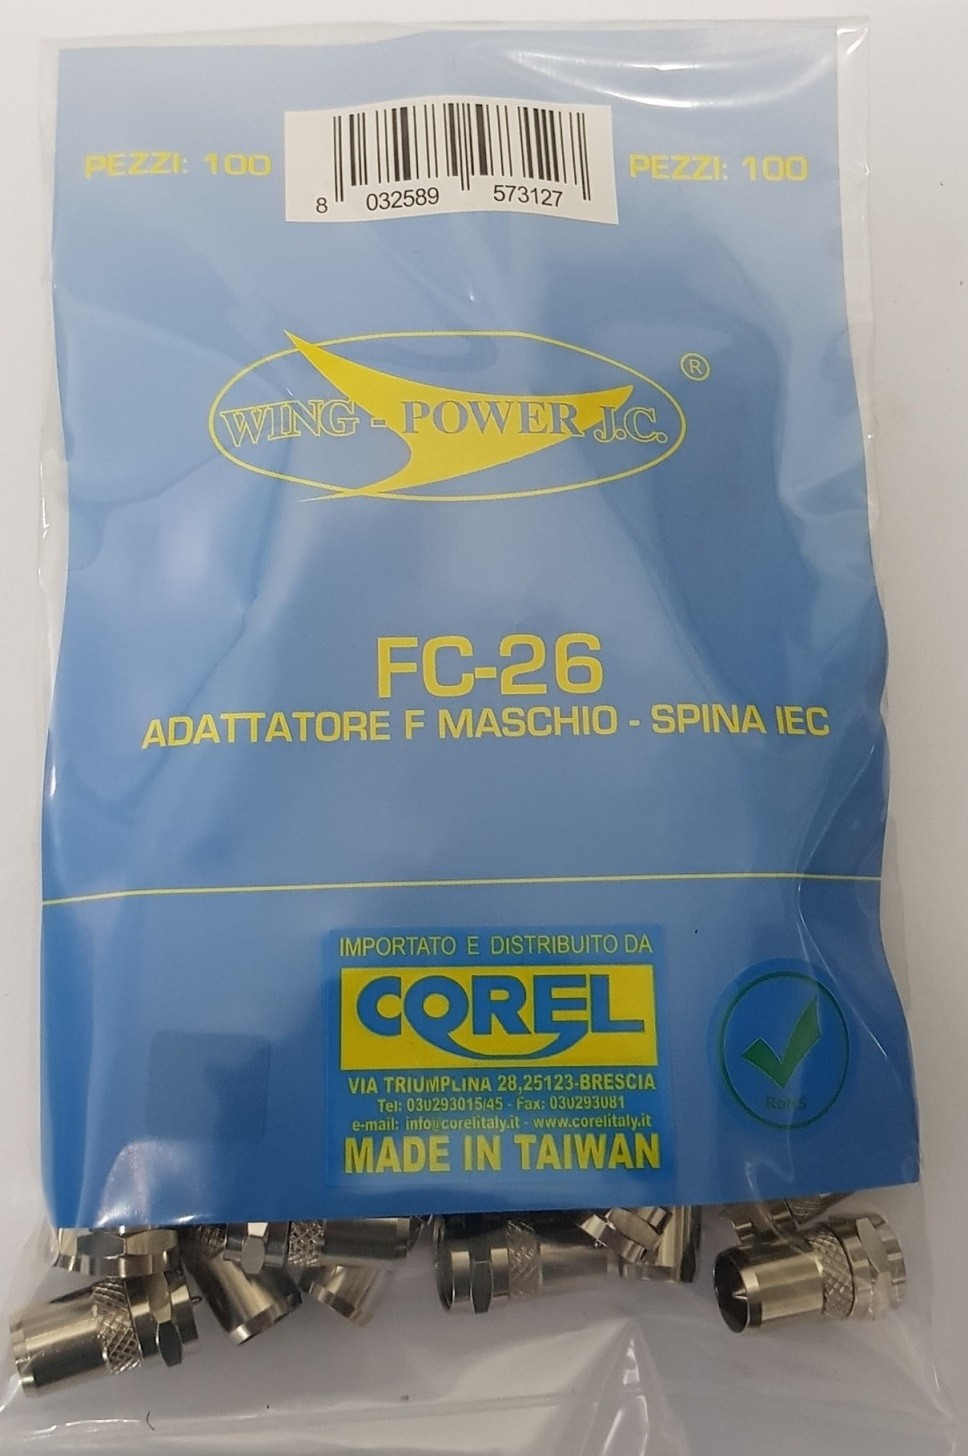 PEZZI: 100
8 032589 573127
PEZZI: 100
WING - POWER J.C. ®
FC-26
ADATTATORE F MASCHIO - SPINA IEC
IMPORTATO E DISTRIBUITO DA
COREL
VIA TRIUMPLINA 28,25123-BRESCIA
Tel: 030293015/45 - Fax: 030293081
e-mail: info@corelitaly.it - www.corelitaly.it
MADE IN TAIWAN
RoHS